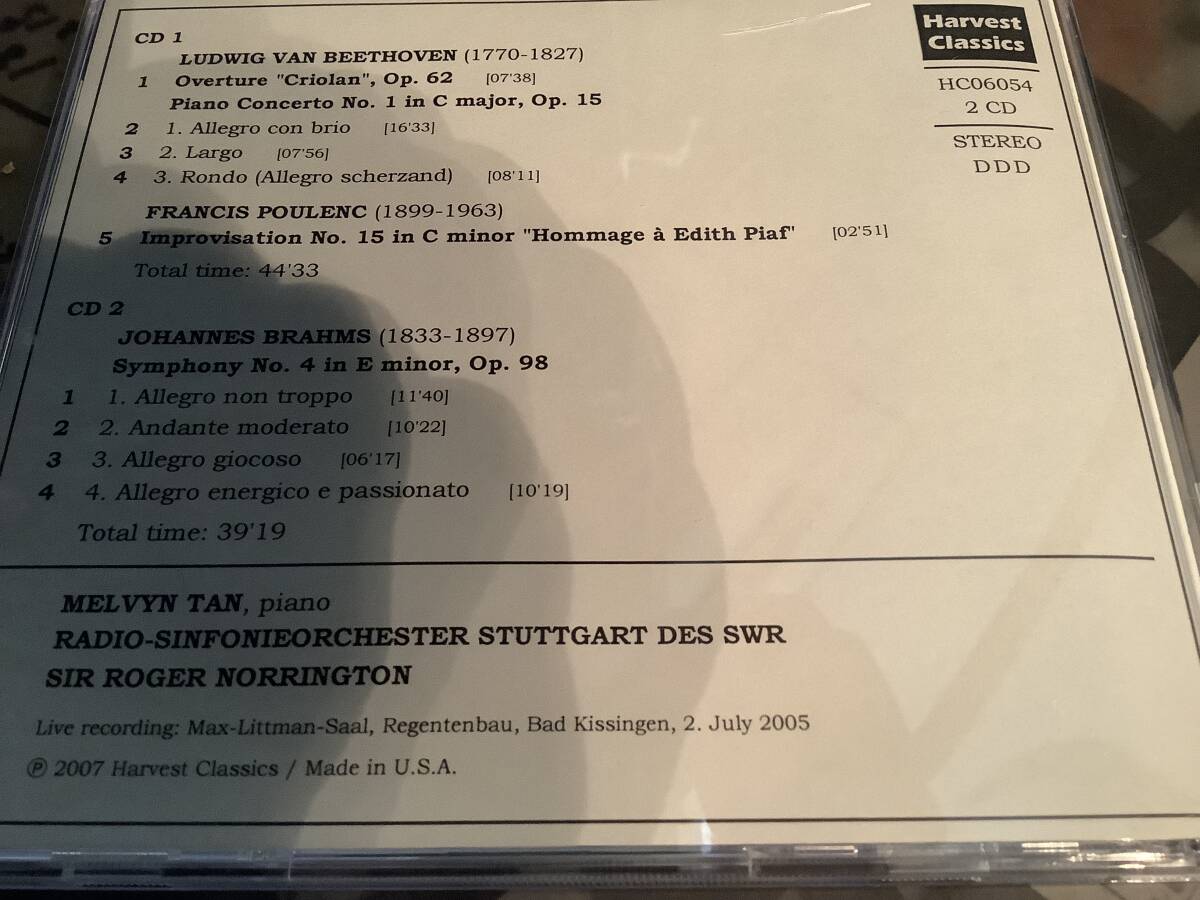 CD 1
LUDWIG VAN BEETHOVEN (1770-1827)
1 Overture "Criolan", Op. 62 [07'38]
Piano Concerto No. 1 in C major, Op. 15
2 1. Allegro con brio [16'33]
3 2. Largo [07'56]
4 3. Rondo (Allegro scherzand) [08'11]
FRANCIS POULENC (1899-1963)
5 Improvisation No. 15 in C minor "Hommage à Edith Piaf" [02'51]
Total time: 44'33
CD 2
JOHANNES BRAHMS (1833-1897)
Symphony No. 4 in E minor, Op. 98
1 1. Allegro non troppo [11'40]
2 2. Andante moderato [10'22]
3 3. Allegro giocoso [06'17]
4 4. Allegro energico e passionato [10'19]
Total time: 39'19
Harvest
Classics
HC06054
2 CD
STEREO
DDD
MELVYN TAN, piano
RADIO-SINFONIEORCHESTER STUTTGART DES SWR
SIR ROGER NORRINGTON
Live recording: Max-Littman-Saal, Regentenbau, Bad Kissingen, 2. July 2005
℗ 2007 Harvest Classics / Made in U.S.A.